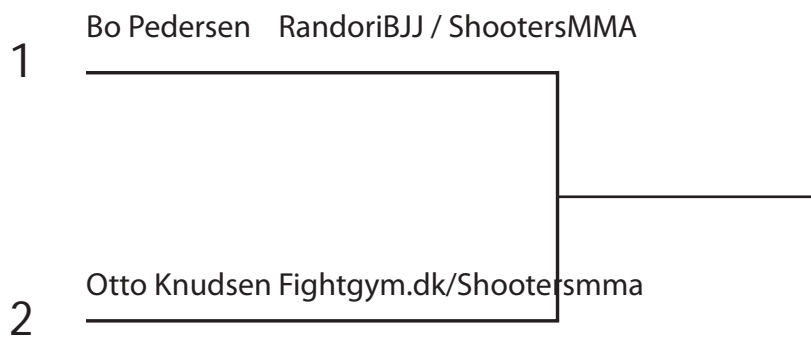 Bo Pedersen RandoriBJJ / ShootersMMA
1
Otto Knudsen Fightgym.dk/Shootersmma
2